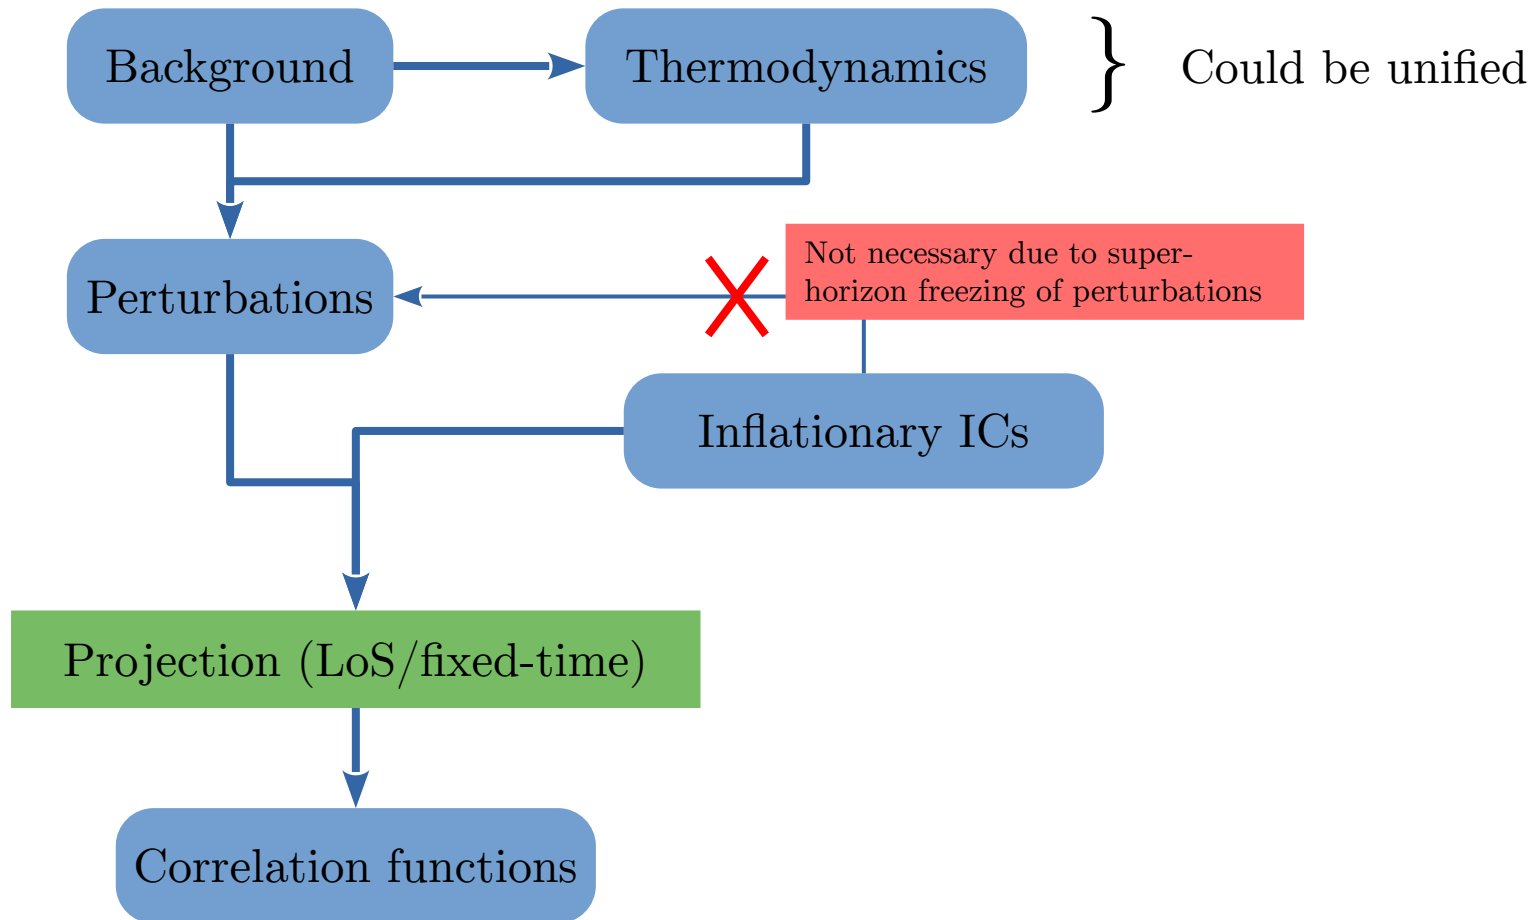 Background
Thermodynamics
}
Could be unified
Not necessary due to super-
horizon freezing of perturbations
Perturbations
Inflationary ICs
Projection (LoS/fixed-time)
Correlation functions